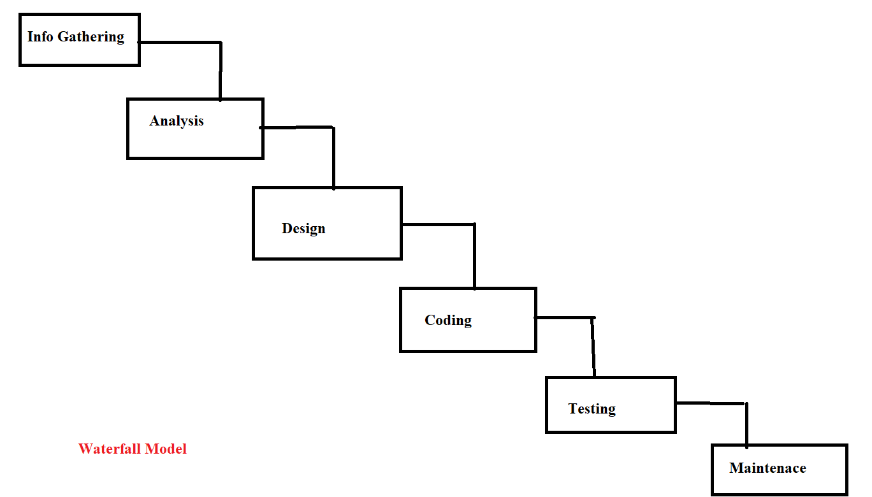 Info Gathering
Analysis
Design
Coding
Testing
Waterfall Model
Maintenace